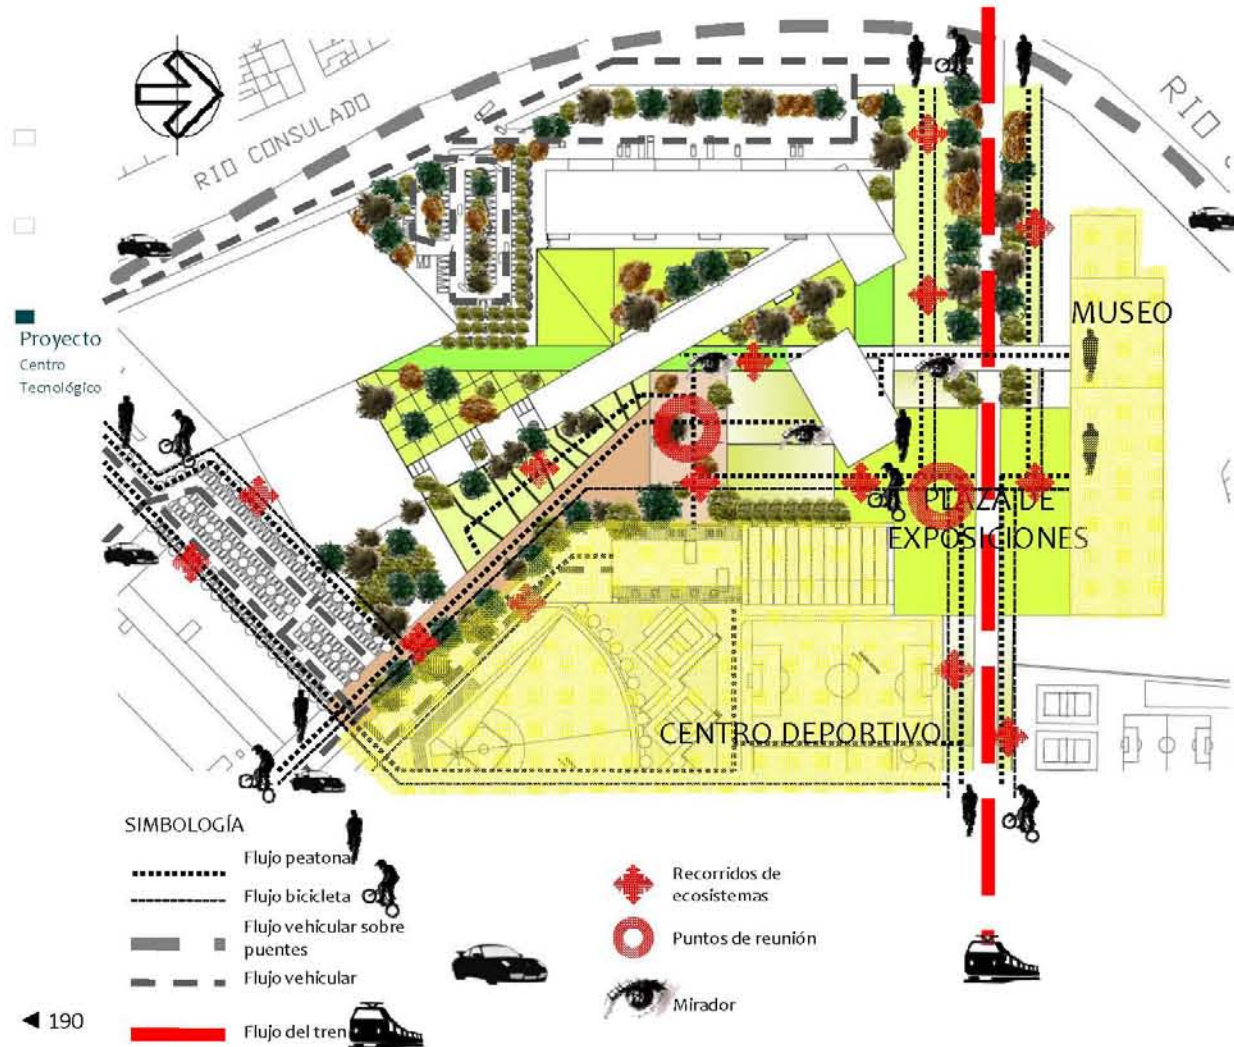 RIO CONSULADO
RIO
MUSEO
Proyecto
Centro
Tecnológico
PLAZA DE
EXPOSICIONES
CENTRO DEPORTIVO
SIMBOLOGÍA
Flujo peatonal
Flujo bicicleta
Flujo vehicular sobre
puentes
Flujo vehicular
Flujo del tren
Recorridos de
ecosistemas
Puntos de reunión
Mirador
190